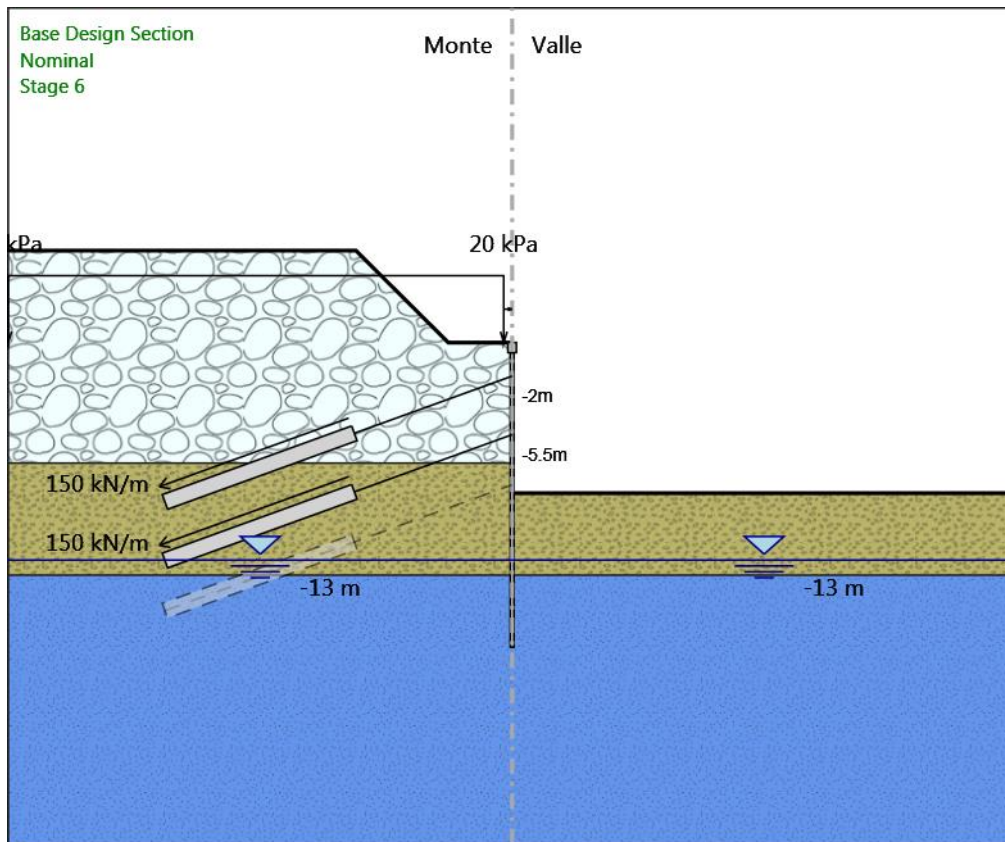 Base Design Section
Nominal
Stage 6
Monte
Valle
kPa
20 kPa
-2m
-5.5m
150 kN/m
150 kN/m
-13 m
-13 m